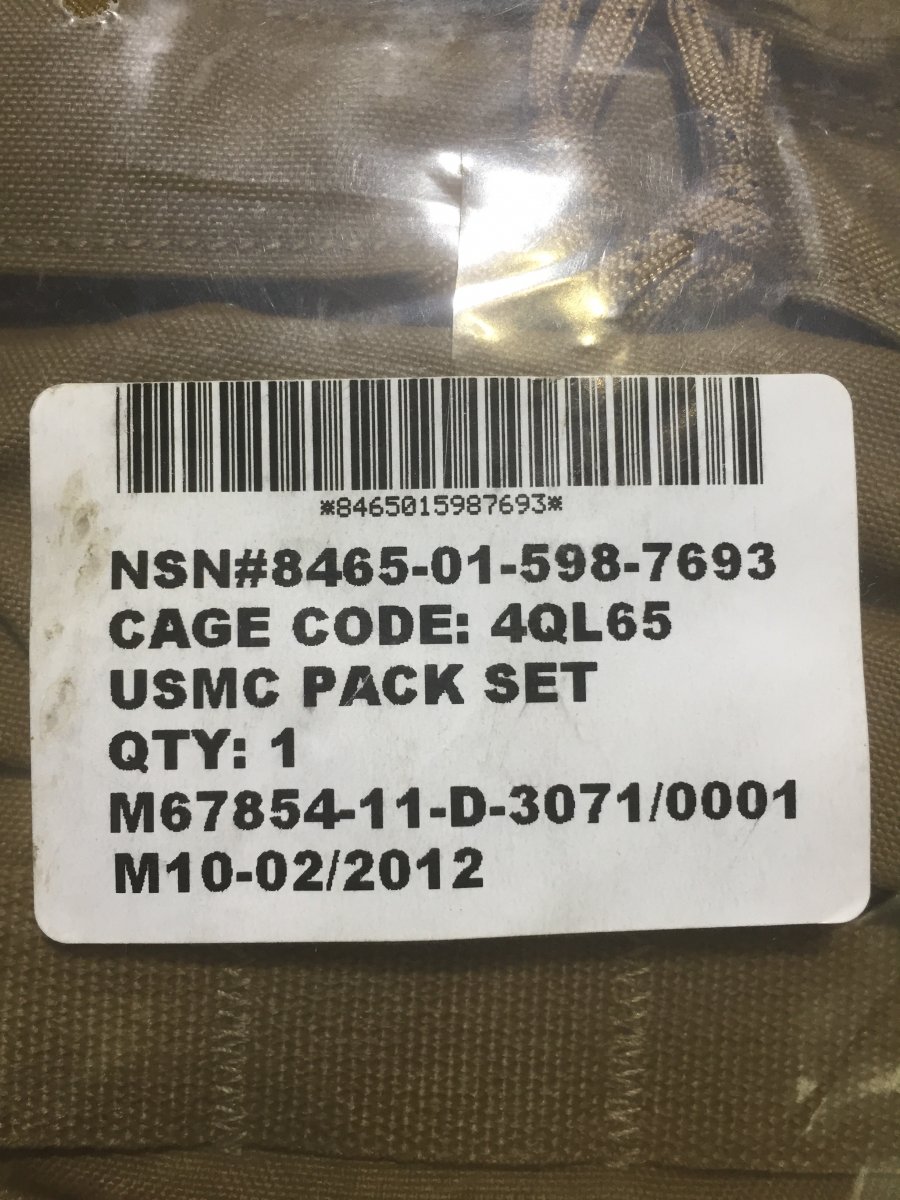 *8465015987693*
NSN#8465-01-598-7693
CAGE CODE: 4QL65
USMC PACK SET
QTY: 1
M67854-11-D-3071/0001
M10-02/2012